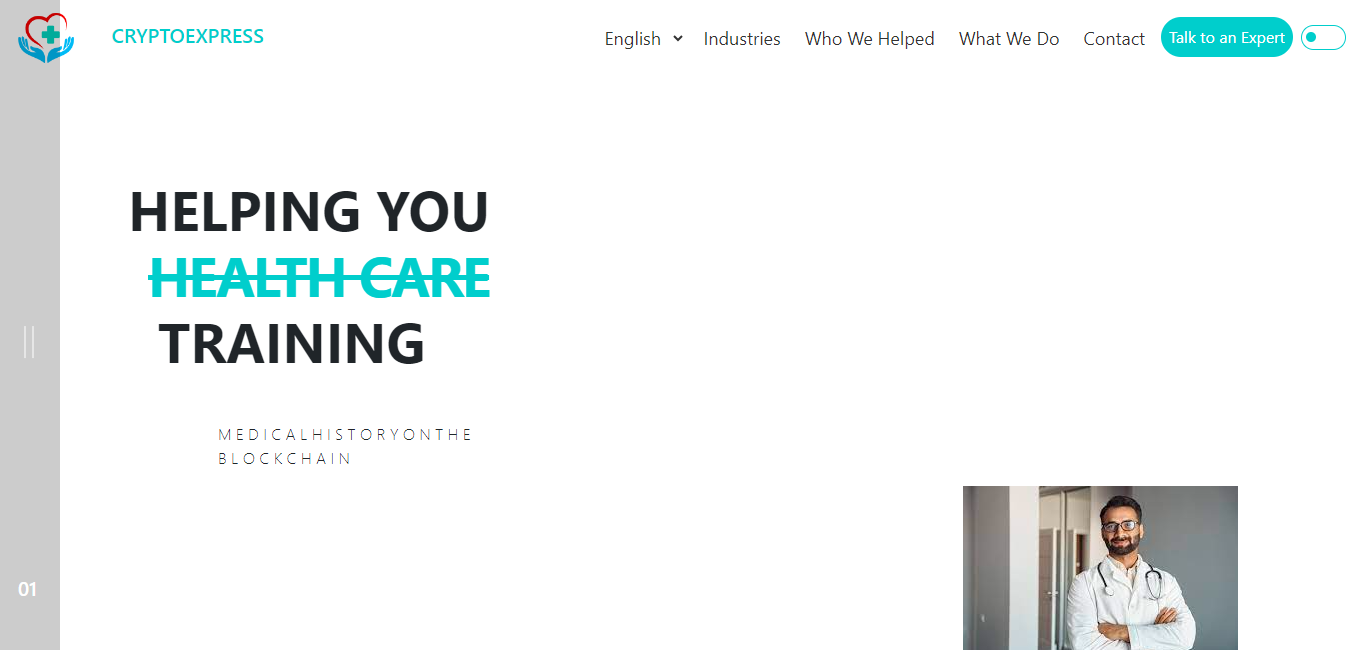 CRYPTOEXPRESS
English
Industries
Who We Helped
What We Do
Contact
Talk to an Expert
HELPING YOU
HEALTH CARE
TRAINING
MEDICALHISTORYONTHE
BLOCKCHAIN
01